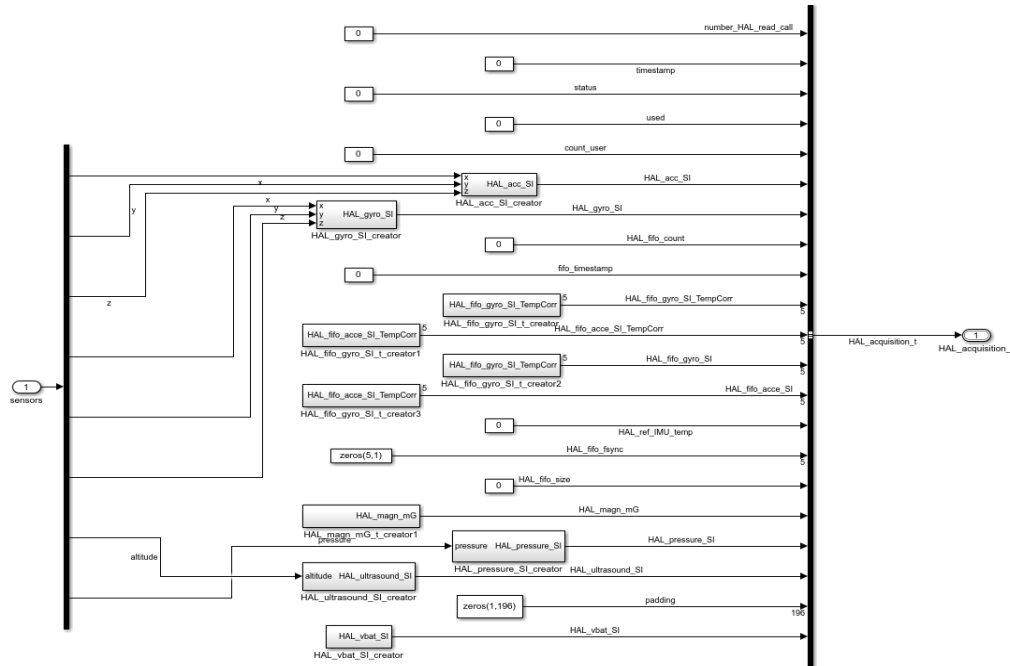 0
number_HAL_read_call
0
timestamp
0
status
0
used
0
count_user
x
y
z
HAL_acc_SI
HAL_acc_SI_creator
HAL_acc_SI
x
y
z
x
y
z
x
y
z
HAL_gyro_SI
HAL_gyro_SI_creator
HAL_gyro_SI
0
HAL_fifo_count
0
fifo_timestamp
HAL_fifo_gyro_SI_TempCorr
5
HAL_fifo_gyro_SI_TempCorr
5
HAL_fifo_gyro_SI_t_creator
HAL_fifo_acce_SI_TempCorr
5
HAL_fifo_acce_SI_TempCorr
5
HAL_fifo_gyro_SI_t_creator1
HAL_acquisition_t
1
HAL_acquisition_
HAL_fifo_gyro_SI_TempCorr
5
HAL_fifo_gyro_SI
5
HAL_fifo_gyro_SI_t_creator2
1
sensors
HAL_fifo_acce_SI_TempCorr
5
HAL_fifo_acce_SI
5
HAL_fifo_gyro_SI_t_creator3
0
HAL_ref_IMU_temp
zeros(5,1)
HAL_fifo_fsync
5
0
HAL_fifo_size
HAL_magn_mG
HAL_magn_mG
HAL_magn_mG_t_creator1
pressure
pressure
HAL_pressure_SI
HAL_pressure_SI
HAL_pressure_SI_creator
altitude
altitude
HAL_ultrasound_SI
HAL_ultrasound_SI
HAL_ultrasound_SI_creator
zeros(1,196)
padding
196
HAL_vbat_SI
HAL_vbat_SI
HAL_vbat_SI_creator